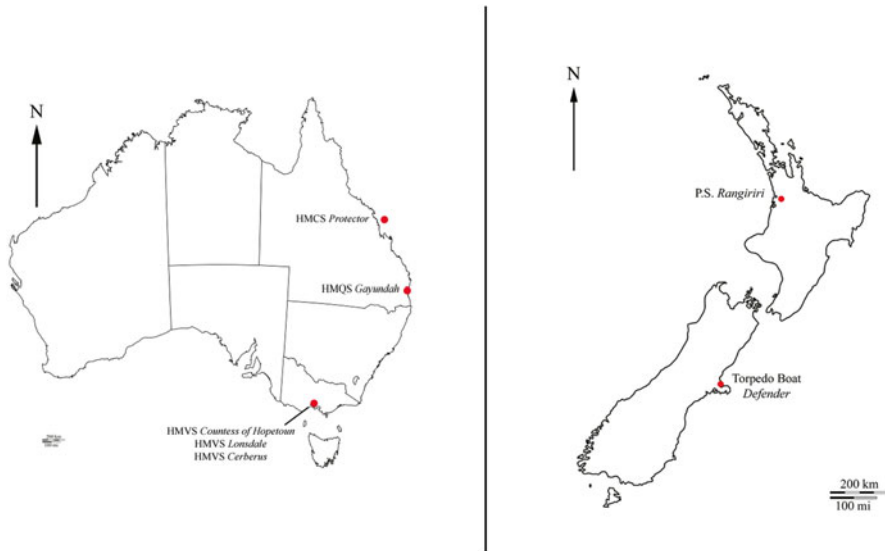 N
HMCS Protector
HMQS Gayundah
HMVS Countess of Hopetoun
HMVS Lonsdale
HMVS Cerberus
N
P.S. Rangiriri
Torpedo Boat
Defender
200 km
100 mi